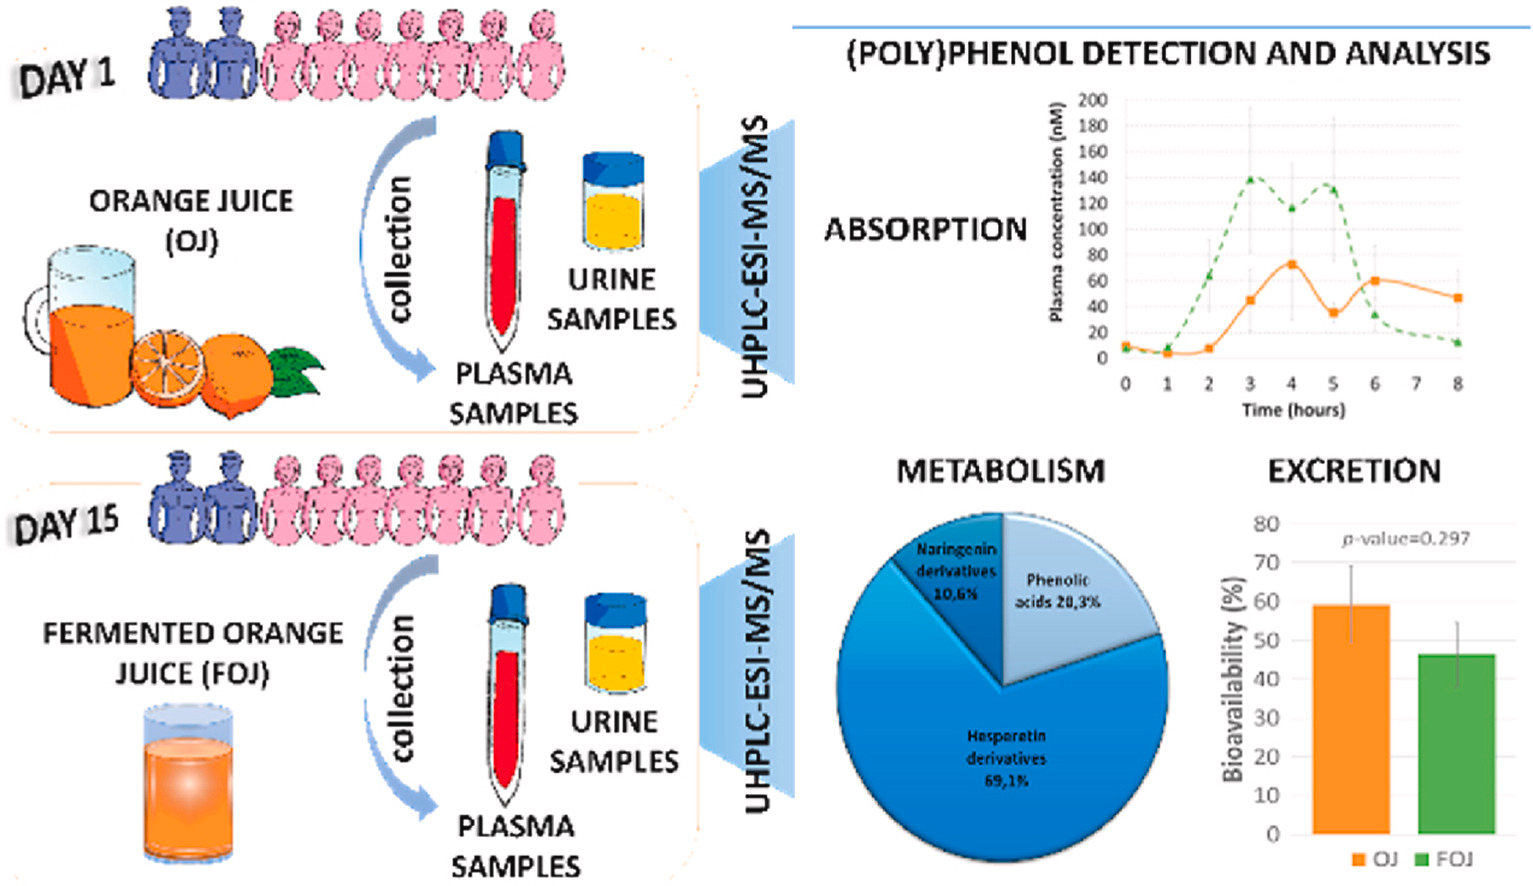 DAY 1
ORANGE JUICE
(OJ)
collection
URINE
SAMPLES
PLASMA
SAMPLES
UHPLC-ESI-MS/MS
DAY 15
FERMENTED ORANGE
JUICE (FOJ)
collection
URINE
SAMPLES
PLASMA
SAMPLES
UHPLC-ESI-MS/MS
(POLY)PHENOL DETECTION AND ANALYSIS
ABSORPTION
Plasma concentration (nM)
200
180
160
140
120
100
80
60
40
20
0
0 1 2 3 4 5 6 7 8
Time (hours)
METABOLISM
Naringenin
derivatives
10,6%
Phenolic
acids 20,3%
Hesperetin
derivatives
69,1%
EXCRETION
Bioavailability (%)
80
70
60
50
40
30
20
10
0
p-value=0.297
OJ FOJ